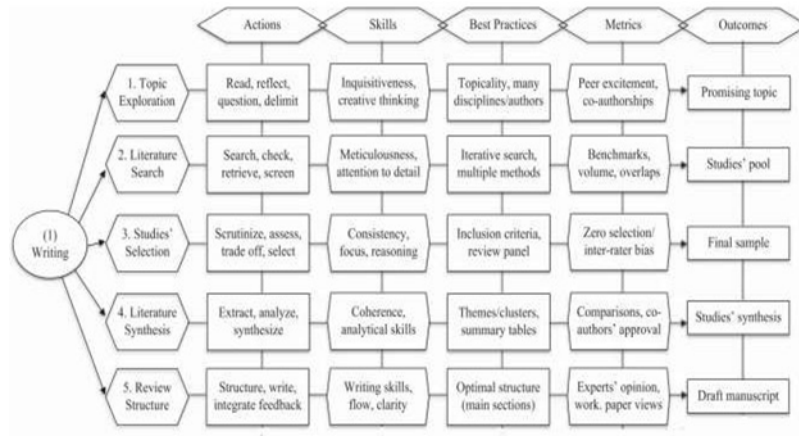 Actions
Skills
Best Practices
Metrics
Outcomes
(1)
Writing
1. Topic
Exploration
Read, reflect,
question, delimit
Inquisitiveness,
creative thinking
Topicality, many
disciplines/authors
Peer excitement,
co-authorships
Promising topic
2. Literature
Search
Search, check,
retrieve, screen
Meticulousness,
attention to detail
Iterative search,
multiple methods
Benchmarks,
volume, overlaps
Studies' pool
3. Studies'
Selection
Scrutinize, assess,
trade off, select
Consistency,
focus, reasoning
Inclusion criteria,
review panel
Zero selection/
inter-rater bias
Final sample
4. Literature
Synthesis
Extract, analyze,
synthesize
Coherence,
analytical skills
Themes/clusters,
summary tables
Comparisons, co-
authors' approval
Studies' synthesis
5. Review
Structure
Structure, write,
integrate feedback
Writing skills,
flow, clarity
Optimal structure
(main sections)
Experts' opinion,
work. paper views
Draft manuscript